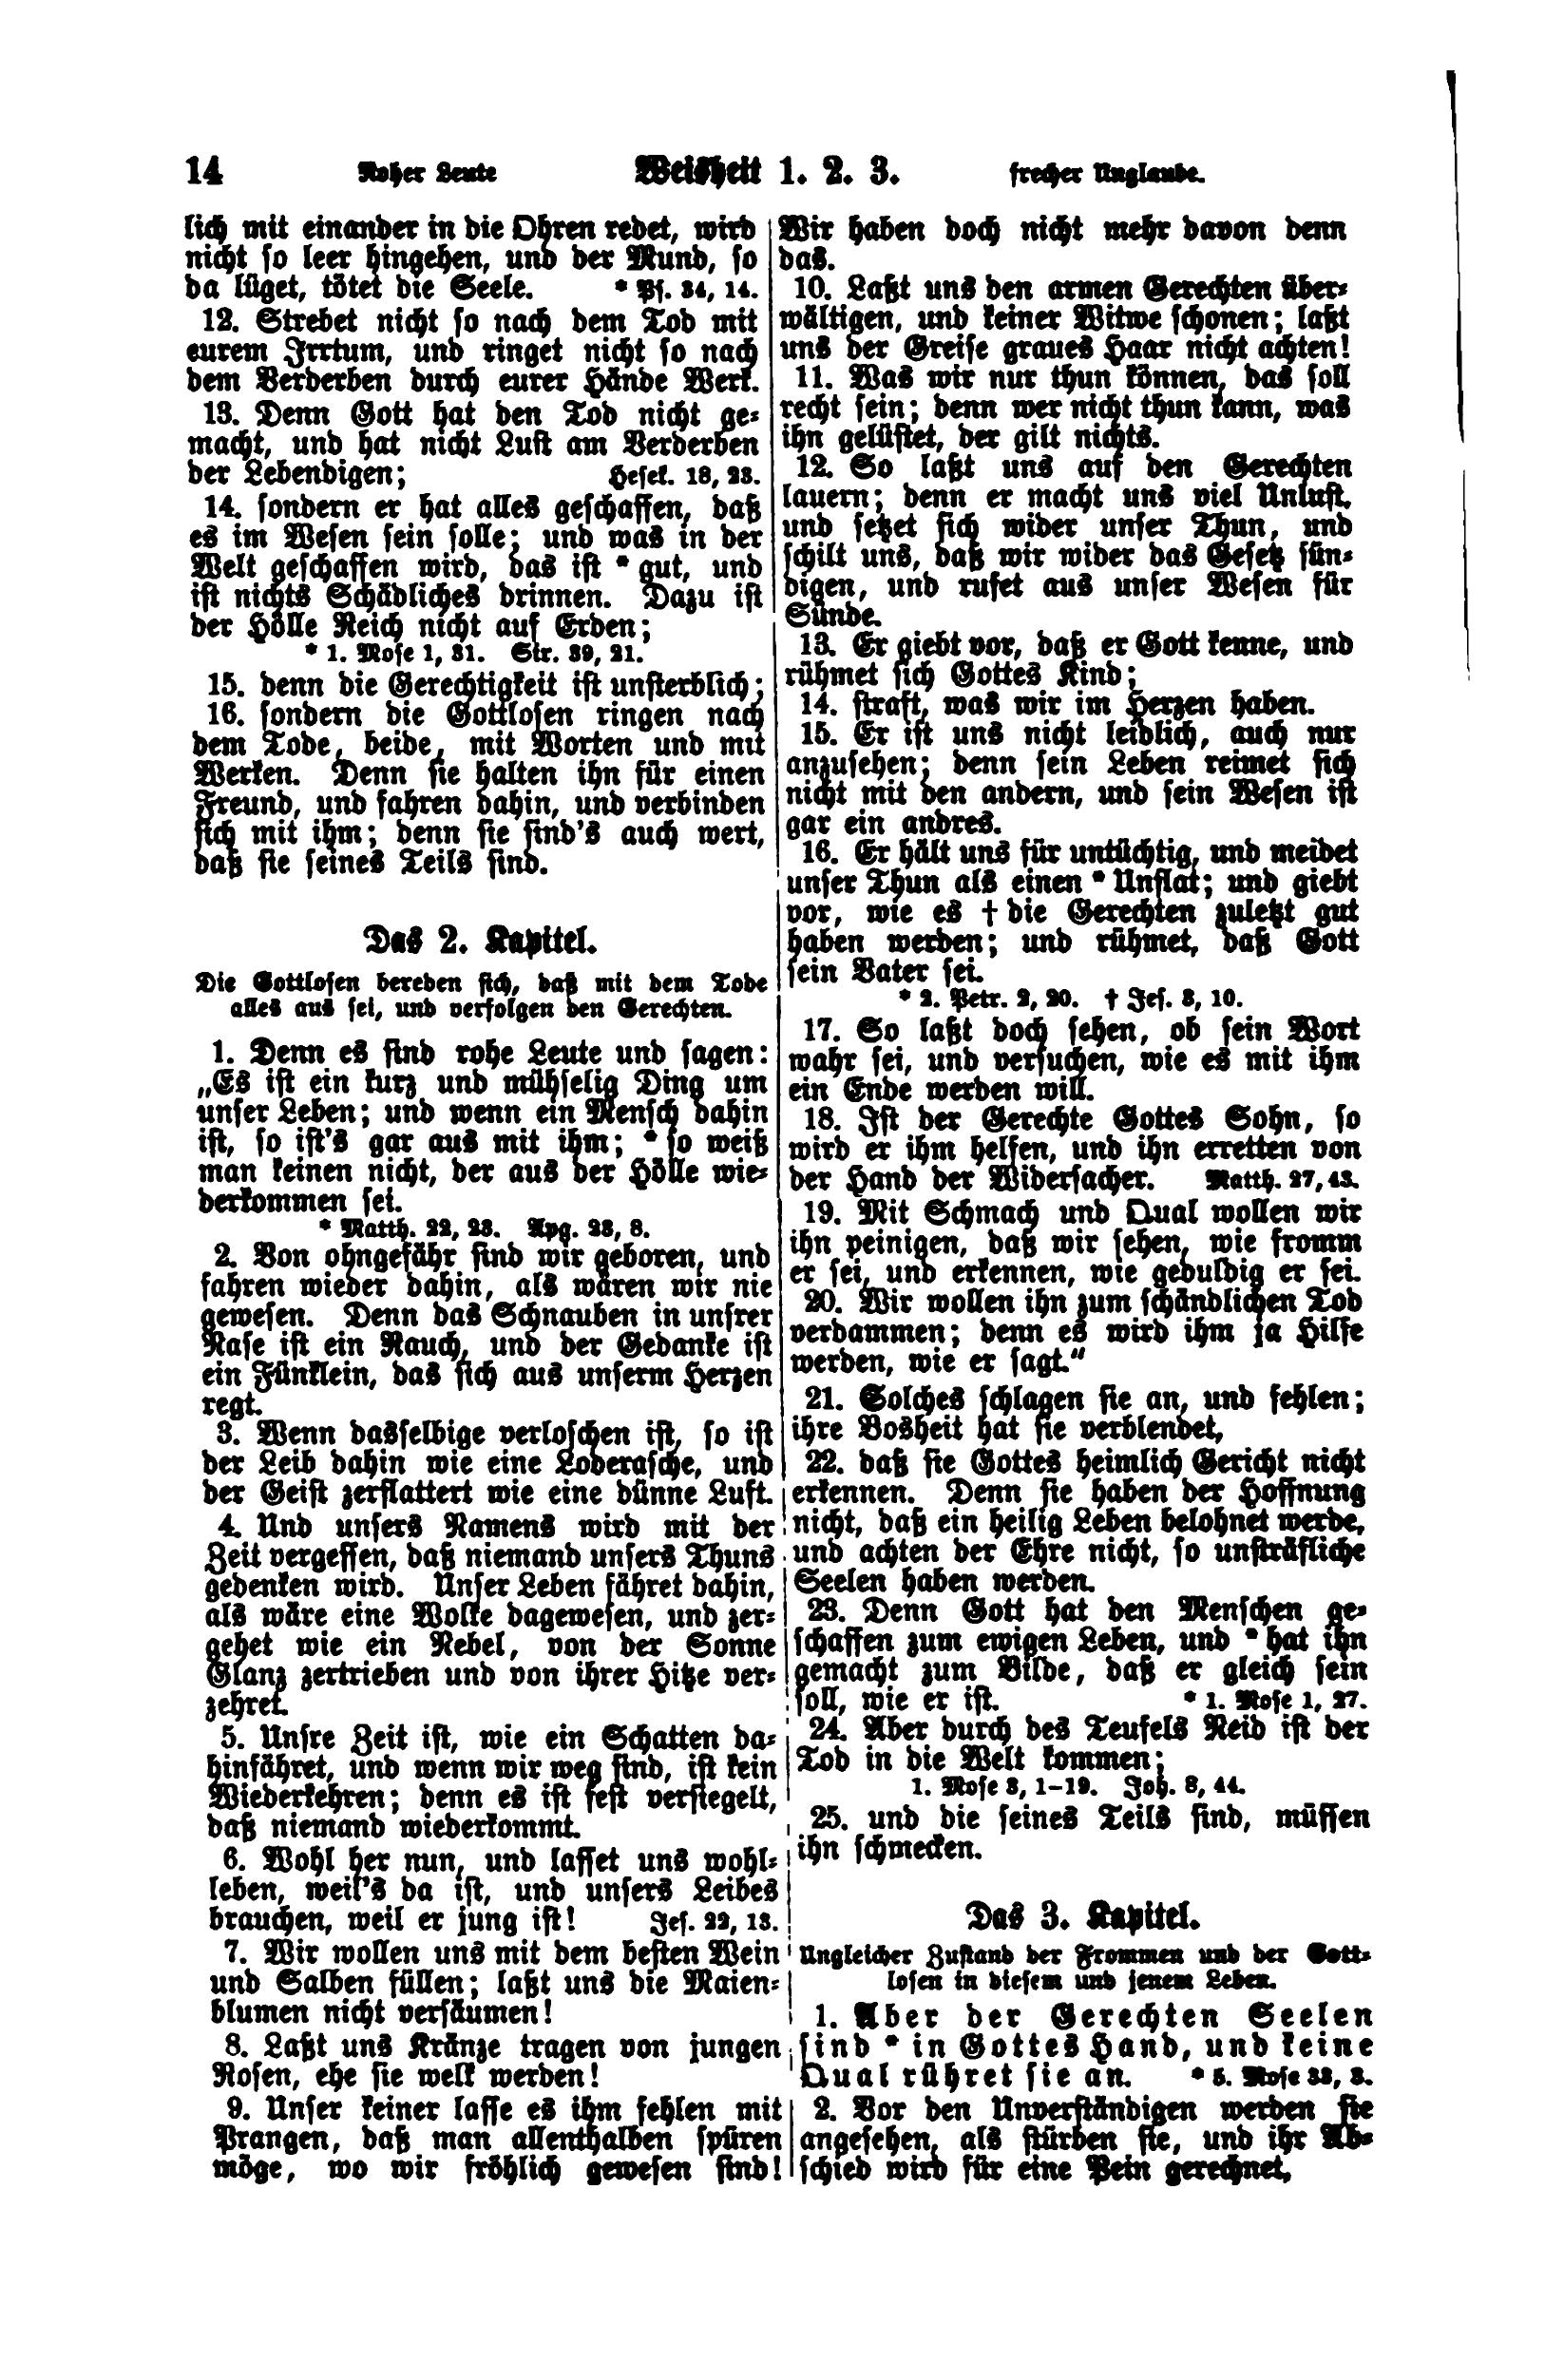 14 Roher Leute Weisheit 1. 2. 3. frecher Unglaube.
lich mit einander in die Ohren redet, wird
nicht so leer hingehen, und der Mund, so
da lüget, tötet die Seele. * Ps. 34, 14.
12. Strebet nicht so nach dem Tod mit
eurem Irrtum, und ringet nicht so nach
dem Verderben durch eurer Hände Werk.
13. Denn Gott hat den Tod nicht ge-
macht, und hat nicht Lust am Verderben
der Lebendigen; Hesek. 18, 23.
14. sondern er hat alles geschaffen, daß
es im Wesen sein solle; und was in der
Welt geschaffen wird, das ist * gut, und
ist nichts Schädliches drinnen. Dazu ist
der Hölle Reich nicht auf Erden;
* 1. Mose 1, 31. Sir. 39, 21.
15. denn die Gerechtigkeit ist unsterblich;
16. sondern die Gottlosen ringen nach
dem Tode, beide, mit Worten und mit
Werken. Denn sie halten ihn für einen
Freund, und fahren dahin, und verbinden
sich mit ihm; denn sie sind's auch wert,
daß sie seines Teils sind.
Das 2. Kapitel.
Die Gottlosen bereden sich, daß mit dem Tode
alles aus sei, und verfolgen den Gerechten.
1. Denn es sind rohe Leute und sagen:
„Es ist ein kurz und mühselig Ding um
unser Leben; und wenn ein Mensch dahin
ist, so ist's gar aus mit ihm; * so weiß
man keinen nicht, der aus der Hölle wie-
derkommen sei.
* Matth. 22, 23. Apg. 23, 8.
2. Von ohngefähr sind wir geboren, und
fahren wieder dahin, als wären wir nie
gewesen. Denn das Schnauben in unsrer
Nase ist ein Rauch, und der Gedanke ist
ein Fünklein, das sich aus unserm Herzen
regt.
3. Wenn dasselbige verloschen ist, so ist
der Leib dahin wie eine Loderasche, und
der Geist zerflattert wie eine dünne Luft.
4. Und unsers Namens wird mit der
Zeit vergessen, daß niemand unsers Thuns
gedenken wird. Unser Leben fähret dahin,
als wäre eine Wolke dagewesen, und zer-
gehet wie ein Nebel, von der Sonne
Glanz zertrieben und von ihrer Hitze ver-
zehret.
5. Unsre Zeit ist, wie ein Schatten da-
hinfähret, und wenn wir weg sind, ist kein
Wiederkehren; denn es ist fest versiegelt,
daß niemand wiederkommt.
6. Wohl her nun, und lasset uns wohl-
leben, weil's da ist, und unsers Leibes
brauchen, weil er jung ist! Jes. 22, 13.
7. Wir wollen uns mit dem besten Wein
und Salben füllen; laßt uns die Maien-
blumen nicht versäumen!
8. Laßt uns Kränze tragen von jungen
Rosen, ehe sie welk werden!
9. Unser keiner lasse es ihm fehlen mit
Prangen, daß man allenthalben spüren
möge, wo wir fröhlich gewesen sind!
Wir haben doch nicht mehr davon denn
das.
10. Laßt uns den armen Gerechten über-
wältigen, und keiner Witwe schonen; laßt
uns der Greise graues Haar nicht achten!
11. Was wir nur thun können, das soll
recht sein; denn wer nicht thun kann, was
ihn gelüstet, der gilt nichts.
12. So laßt uns auf den Gerechten
lauern; denn er macht uns viel Unlust,
und setzet sich wider unser Thun, und
schilt uns, daß wir wider das Gesetz sün-
digen, und rufet aus unser Wesen für
Sünde.
13. Er giebt vor, daß er Gott kenne, und
rühmet sich Gottes Kind;
14. straft, was wir im Herzen haben.
15. Er ist uns nicht leidlich, auch nur
anzusehen; denn sein Leben reimet sich
nicht mit den andern, und sein Wesen ist
gar ein andres.
16. Er hält uns für untüchtig, und meidet
unser Thun als einen * Unflat; und giebt
vor, wie es † die Gerechten zuletzt gut
haben werden; und rühmet, daß Gott
sein Vater sei.
* 2. Petr. 2, 20. † Jes. 3, 10.
17. So laßt doch sehen, ob sein Wort
wahr sei, und versuchen, wie es mit ihm
ein Ende werden will.
18. Ist der Gerechte Gottes Sohn, so
wird er ihm helfen, und ihn erretten von
der Hand der Widersacher. Matth. 27, 43.
19. Mit Schmach und Qual wollen wir
ihn peinigen, daß wir sehen, wie fromm
er sei, und erkennen, wie geduldig er sei.
20. Wir wollen ihn zum schändlichen Tod
verdammen; denn es wird ihm ja Hilfe
werden, wie er sagt.“
21. Solches schlagen sie an, und fehlen;
ihre Bosheit hat sie verblendet,
22. daß sie Gottes heimlich Gericht nicht
erkennen. Denn sie haben der Hoffnung
nicht, daß ein heilig Leben belohnet werde,
und achten der Ehre nicht, so unsträfliche
Seelen haben werden.
23. Denn Gott hat den Menschen ge-
schaffen zum ewigen Leben, und * hat ihn
gemacht zum Bilde, daß er gleich sein
soll, wie er ist. * 1. Mose 1, 27.
24. Aber durch des Teufels Neid ist der
Tod in die Welt kommen;
1. Mose 3, 1-19. Joh. 8, 44.
25. und die seines Teils sind, müssen
ihn schmecken.
Das 3. Kapitel.
Ungleicher Zustand der Frommen und der Gott-
losen in diesem und jenem Leben.
1. Aber der Gerechten Seelen
sind * in Gottes Hand, und keine
Qual rühret sie an. * 5. Mose 33, 3.
2. Vor den Unverständigen werden sie
angesehen, als stürben sie, und ihr Ab-
schied wird für eine Pein gerechnet,